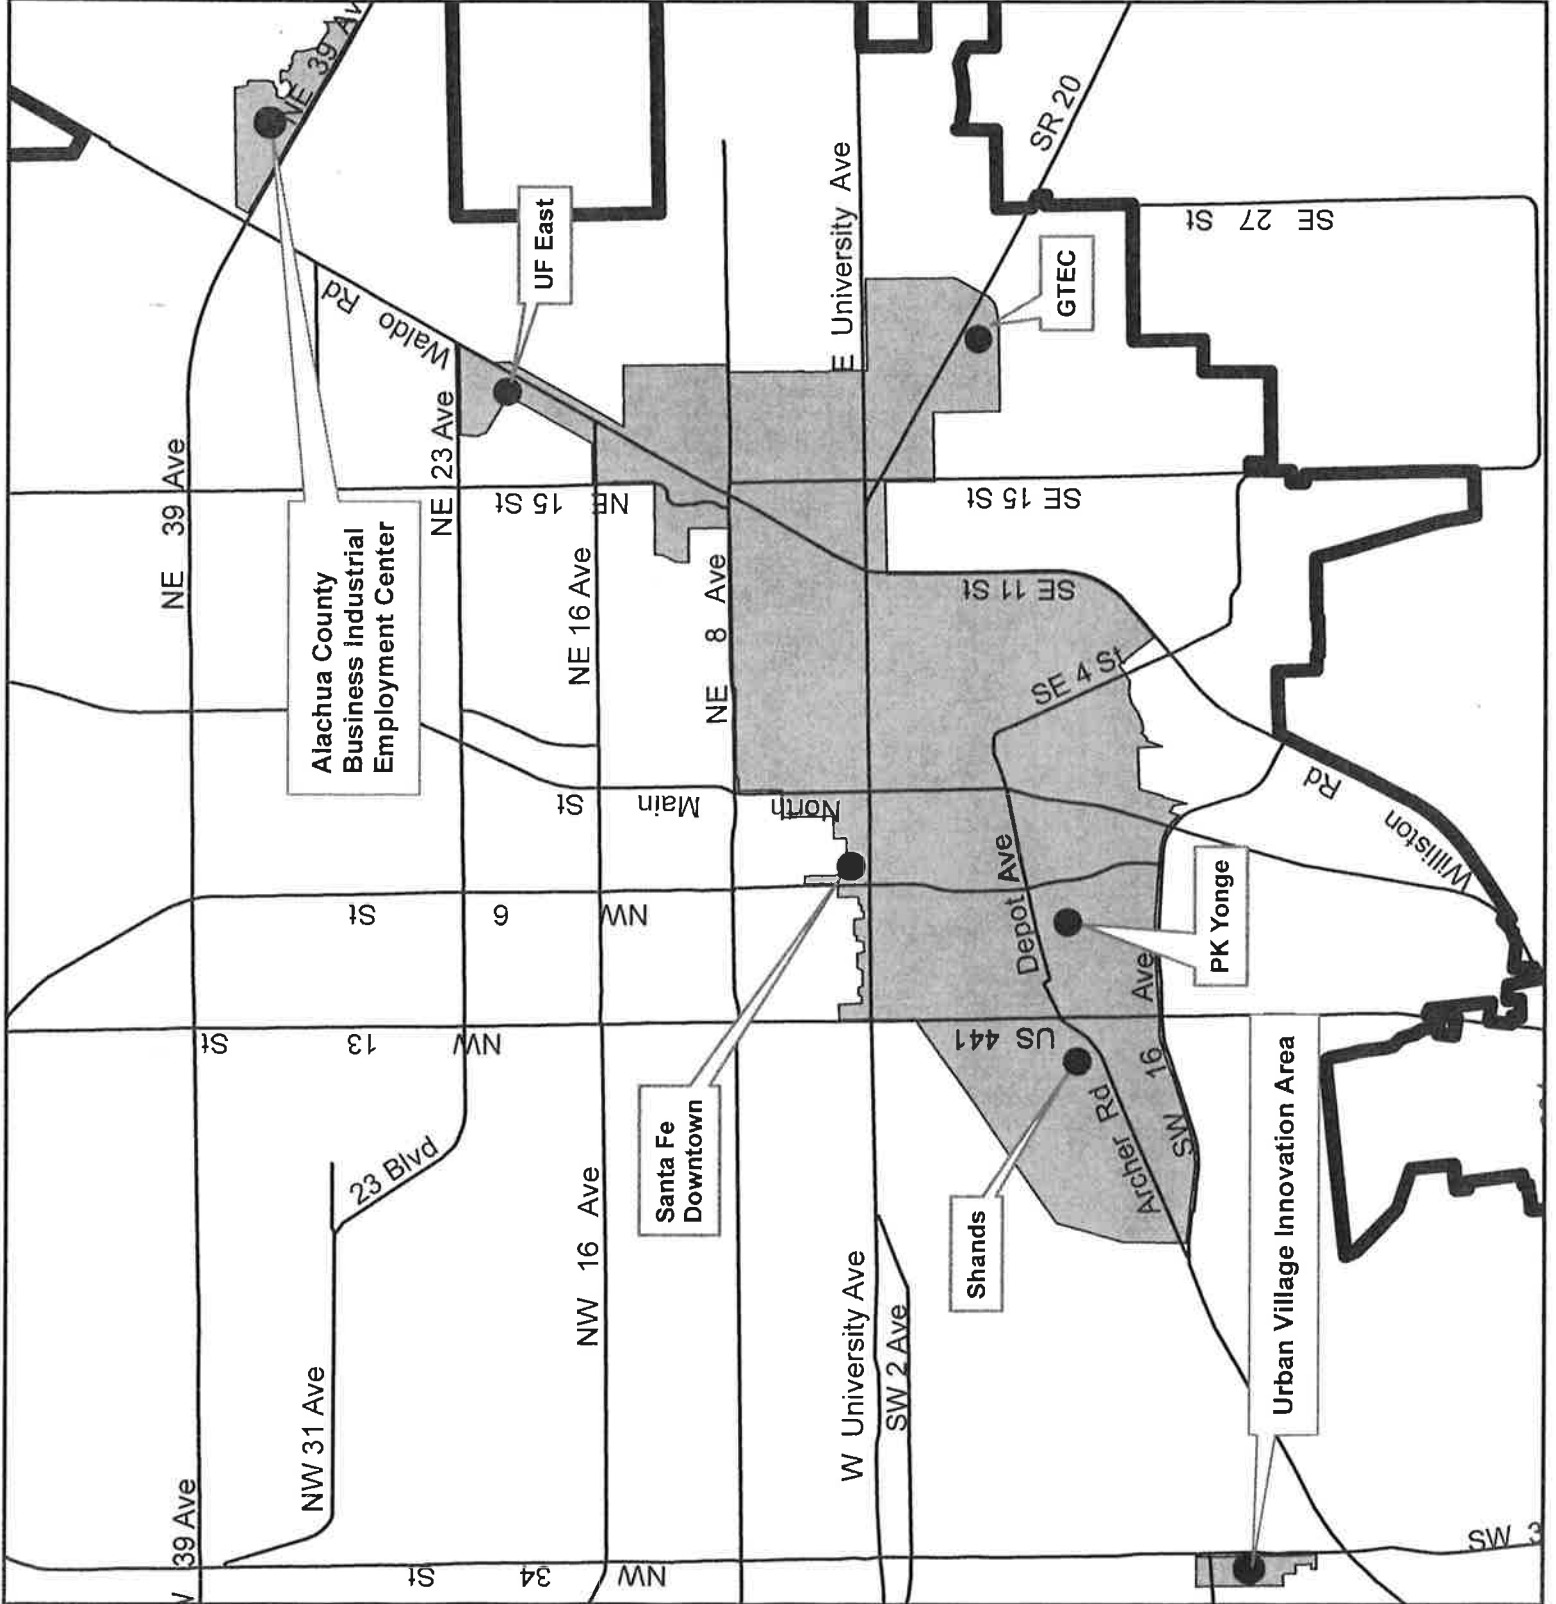 39 Ave
NE 39 Ave
NE 39 Av
NW 31 Ave
23 Blvd
NW 13 St
NW 6 St
NW 34 St
Alachua County
Business Industrial
Employment Center
Waldo Rd
NE 23 Ave
UF East
NE 15 St
NW 16 Ave
NE 16 Ave
North Main St
NE 8 Ave
Santa Fe
Downtown
W University Ave
E University Ave
SW 2 Ave
Shands
US 441
Depot Ave
SE 4 St
SE 11 St
SE 15 St
GTEC
SR 20
Archer Rd
SW 16 Ave
PK Yonge
SE 27 St
Urban Village Innovation Area
Williston Rd
SW 3